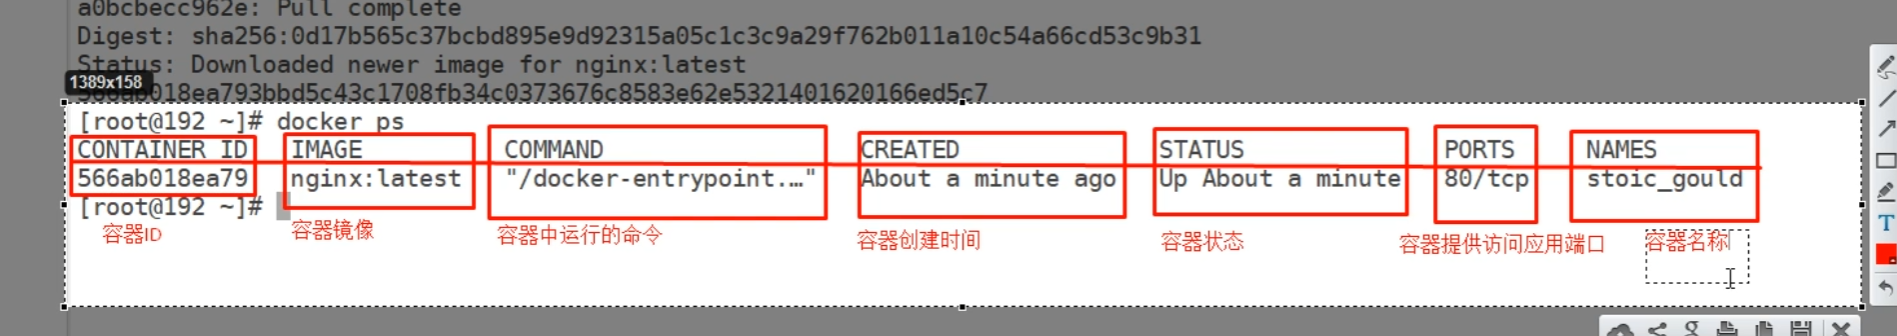 a0bcbecc962e: Pull complete
Digest: sha256:0d17b565c37bcbd895e9d92315a05c1c3c9a29f762b011a10c54a66cd53c9b31
Status: Downloaded newer image for nginx:latest
1389x158
018ea793bbd5c43c1708fb34c0373676c8583e62e5321401620166ed5c7
[root@192 ~]# docker ps
CONTAINER ID IMAGE COMMAND CREATED STATUS PORTS NAMES
566ab018ea79 nginx:latest "/docker-entrypoint.…" About a minute ago Up About a minute 80/tcp stoic_gould
[root@192 ~]#
容器ID 容器镜像 容器中运行的命令 容器创建时间 容器状态 容器提供访问应用端口 容器名称
T